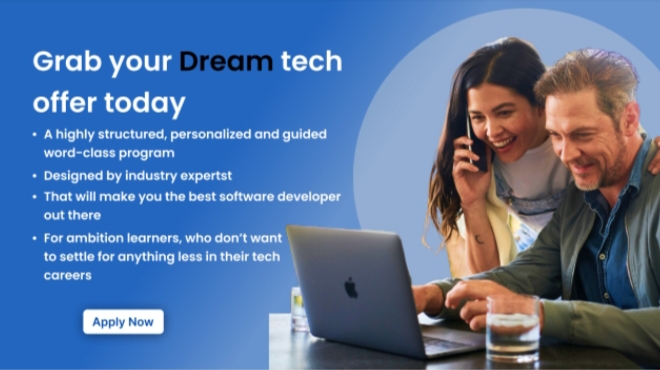 Grab your Dream tech
offer today
• A highly structured, personalized and guided
word-class program
• Designed by industry expertst
• That will make you the best software developer
out there
• For ambition learners, who don't want
to settle for anything less in their tech
careers
Apply Now